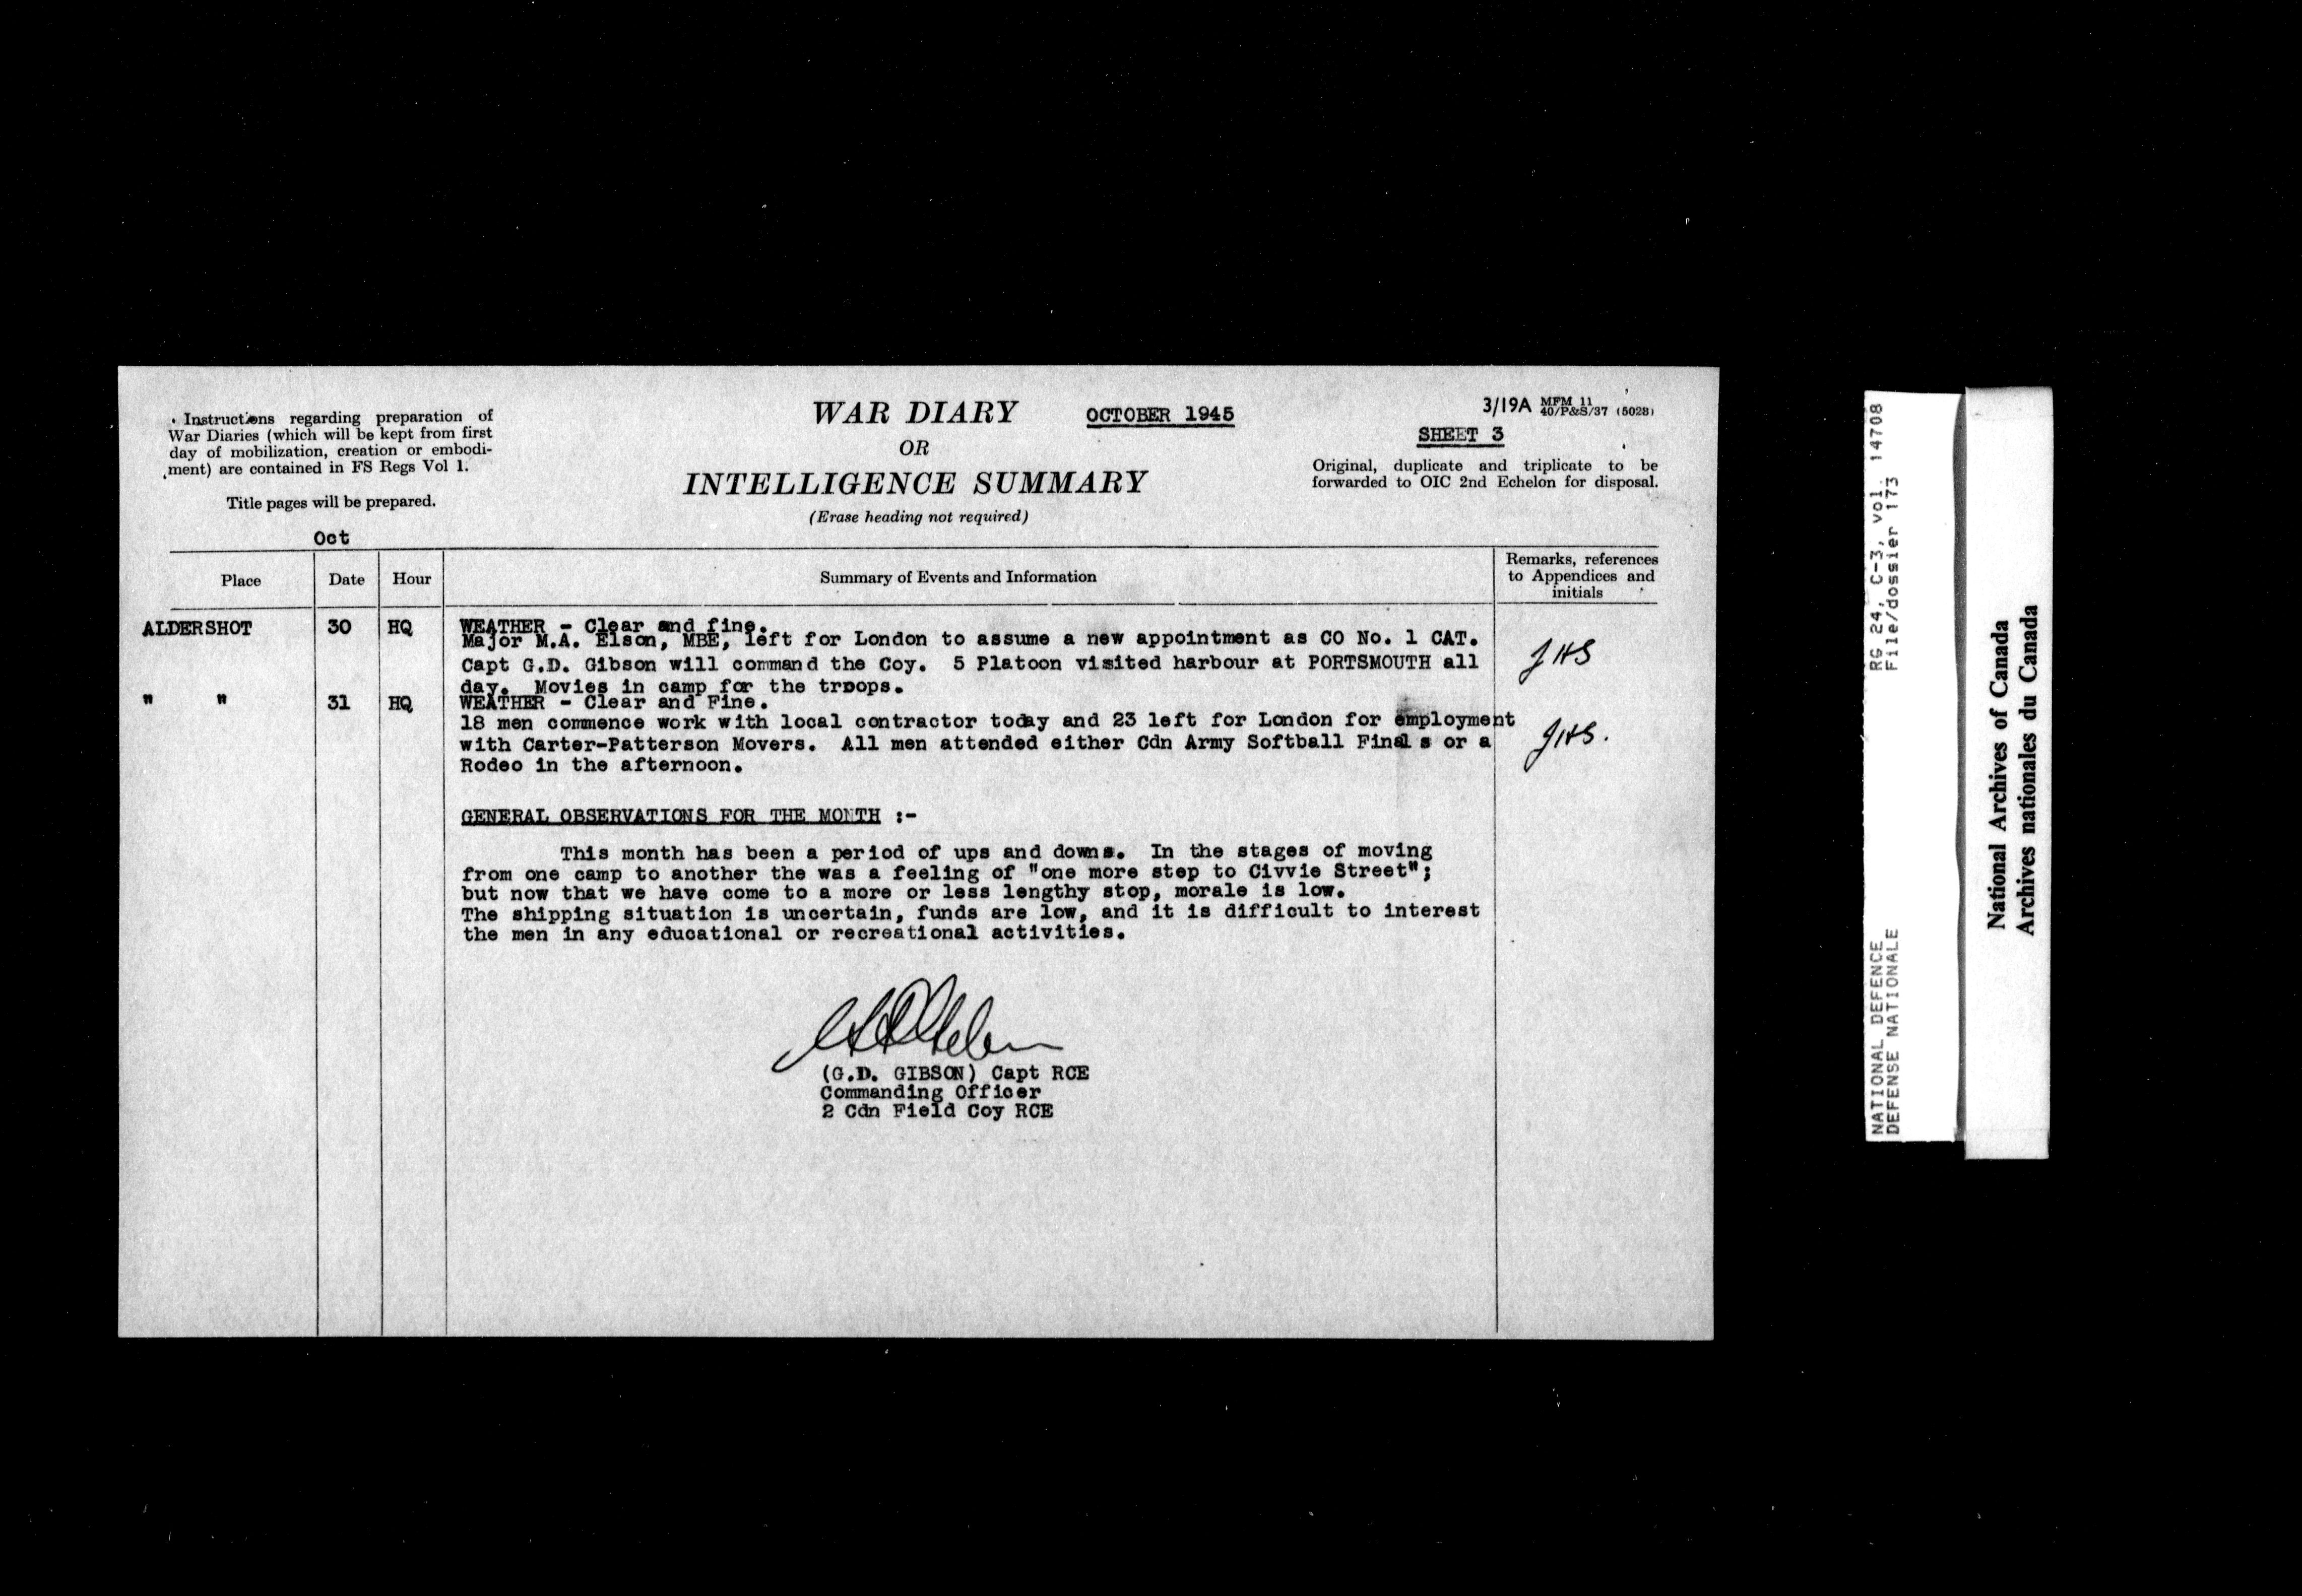 Instructions regarding preparation of
War Diaries (which will be kept from first
day of mobilization, creation or embodi-
ment) are contained in FS Regs Vol 1.
Title pages will be prepared.
WAR DIARY OCTOBER 1945
OR
INTELLIGENCE SUMMARY
(Erase heading not required)
3/19A MFM 11
40/P&S/37 (5028)
SHEET 3
Original, duplicate and triplicate to be
forwarded to OIC 2nd Echelon for disposal.
Oct
Place Date Hour Summary of Events and Information Remarks, references
to Appendices and
initials
ALDERSHOT 30 HQ WEATHER - Clear and fine.
Major M.A. Elson, MBE, left for London to assume a new appointment as CO No. 1 CAT.
Capt G.D. Gibson will command the Coy. 5 Platoon visited harbour at PORTSMOUTH all
day. Movies in camp for the troops.
" " 31 HQ WEATHER - Clear and Fine.
18 men commence work with local contractor today and 23 left for London for employment
with Carter-Patterson Movers. All men attended either Cdn Army Softball Finals or a
Rodeo in the afternoon.
GENERAL OBSERVATIONS FOR THE MONTH :-
This month has been a period of ups and downs. In the stages of moving
from one camp to another the was a feeling of "one more step to Civvie Street";
but now that we have come to a more or less lengthy stop, morale is low.
The shipping situation is uncertain, funds are low, and it is difficult to interest
the men in any educational or recreational activities.
(G.D. GIBSON) Capt RCE
Commanding Officer
2 Cdn Field Coy RCE
RG 24, C-3, vol. 14708
File/dossier 173
NATIONAL DEFENCE
DEFENSE NATIONALE
National Archives of Canada
Archives nationales du Canada